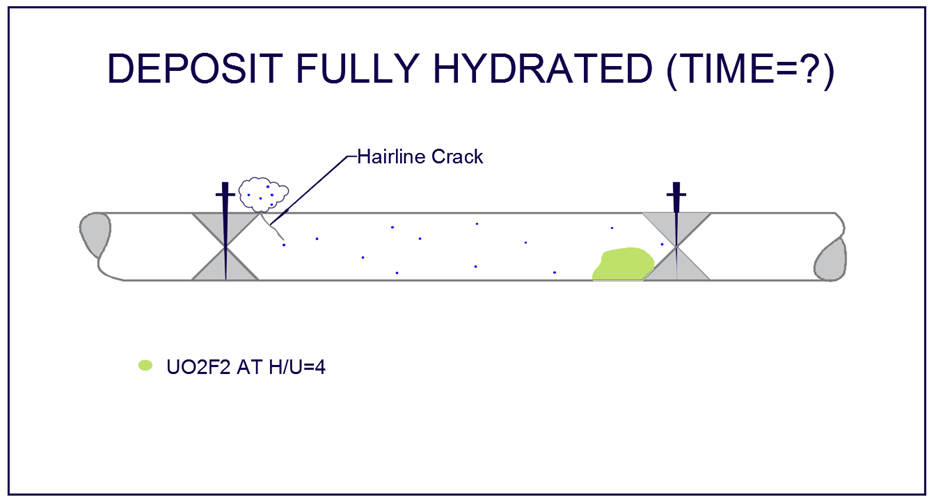 DEPOSIT FULLY HYDRATED (TIME=?)
Hairline Crack
UO2F2 AT H/U=4